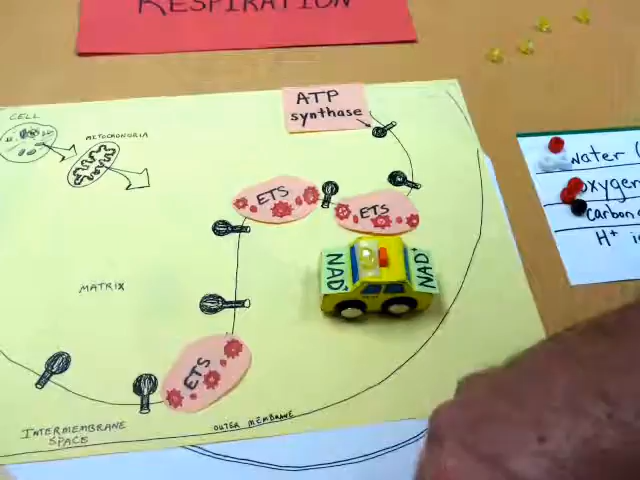 RESPIRATION
ATP
synthase
CELL
MITOCHONDRIA
ETS
ETS
water (
oxygen
carbon
H+ i
NAD+
NAD+
MATRIX
ETS
OUTER MEMBRANE
INTERMEMBRANE
SPACE